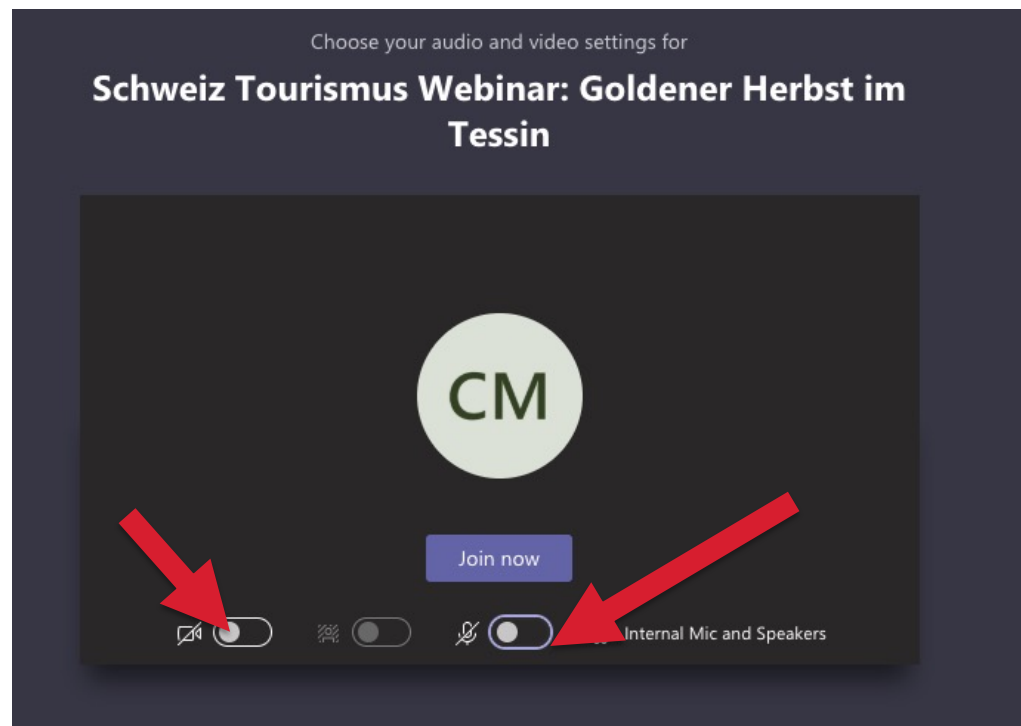 Choose your audio and video settings for
Schweiz Tourismus Webinar: Goldener Herbst im
Tessin
CM
Join now
Internal Mic and Speakers